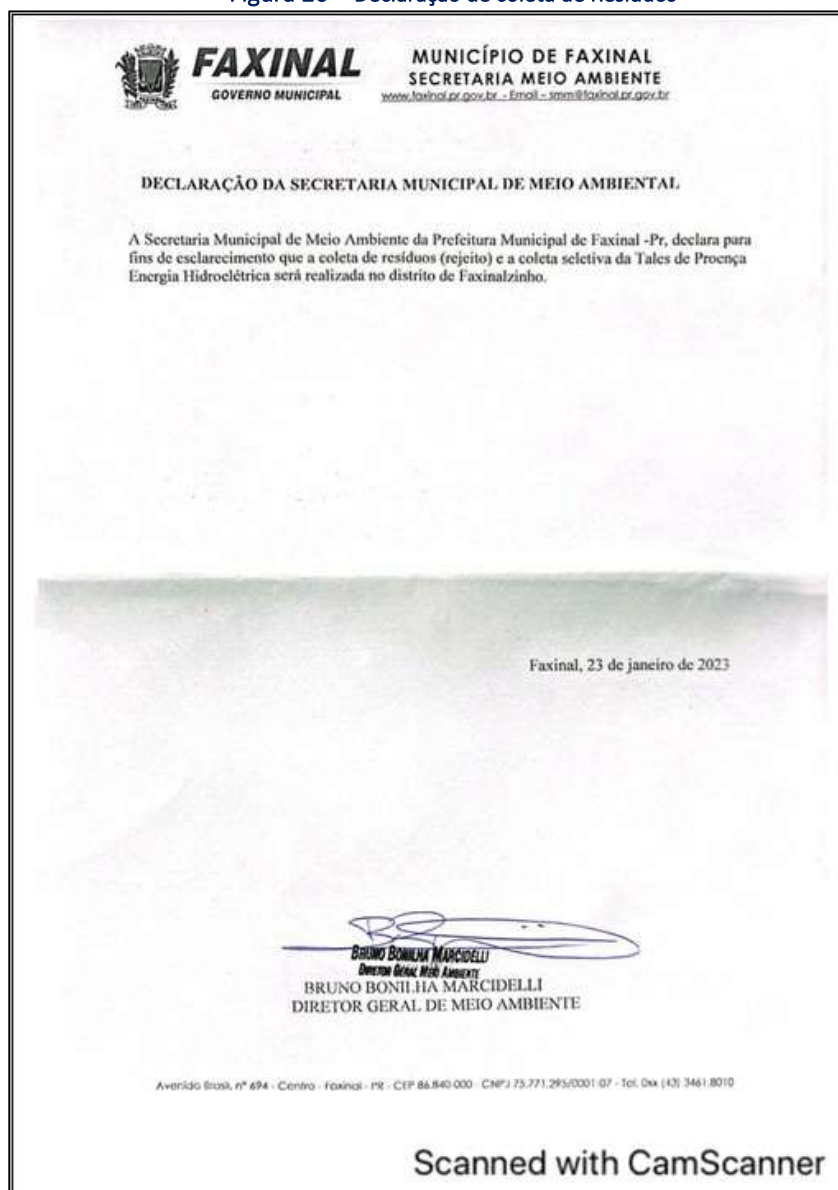 Declaração de coleta de Resíduos
FAXINAL
GOVERNO MUNICIPAL
MUNICÍPIO DE FAXINAL
SECRETARIA MEIO AMBIENTE
www.faxinal.pr.gov.br - Email - smm@faxinal.pr.gov.br
DECLARAÇÃO DA SECRETARIA MUNICIPAL DE MEIO AMBIENTAL
A Secretaria Municipal de Meio Ambiente da Prefeitura Municipal de Faxinal -Pr, declara para
fins de esclarecimento que a coleta de resíduos (rejeito) e a coleta seletiva da Tales de Proença
Energia Hidroelétrica será realizada no distrito de Faxinalzinho.
Faxinal, 23 de janeiro de 2023
BRUNO BONILHA MARCIDELLI
DIRETOR GERAL MEIO AMBIENTE
BRUNO BONILHA MARCIDELLI
DIRETOR GERAL DE MEIO AMBIENTE
Avenida Brasil, nº 694 - Centro - Faxinal - PR - CEP 86.840-000 - CNPJ 75.771.295/0001-07 - Tel. 0xx (43) 3461.8010
Scanned with CamScanner